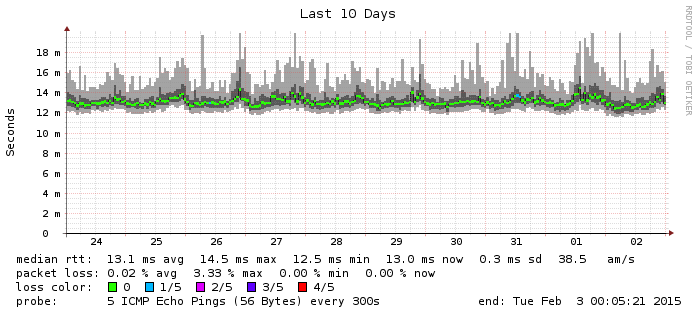 Last 10 Days
RRDTOOL / TOBI OETIKER
Seconds
18 m
16 m
14 m
12 m
10 m
8 m
6 m
4 m
2 m
0
24 25 26 27 28 29 30 31 01 02
median rtt: 13.1 ms avg 14.5 ms max 12.5 ms min 13.0 ms now 0.3 ms sd 38.5 am/s
packet loss: 0.02 % avg 3.33 % max 0.00 % min 0.00 % now
loss color: 0 1/5 2/5 3/5 4/5
probe: 5 ICMP Echo Pings (56 Bytes) every 300s end: Tue Feb 3 00:05:21 2015